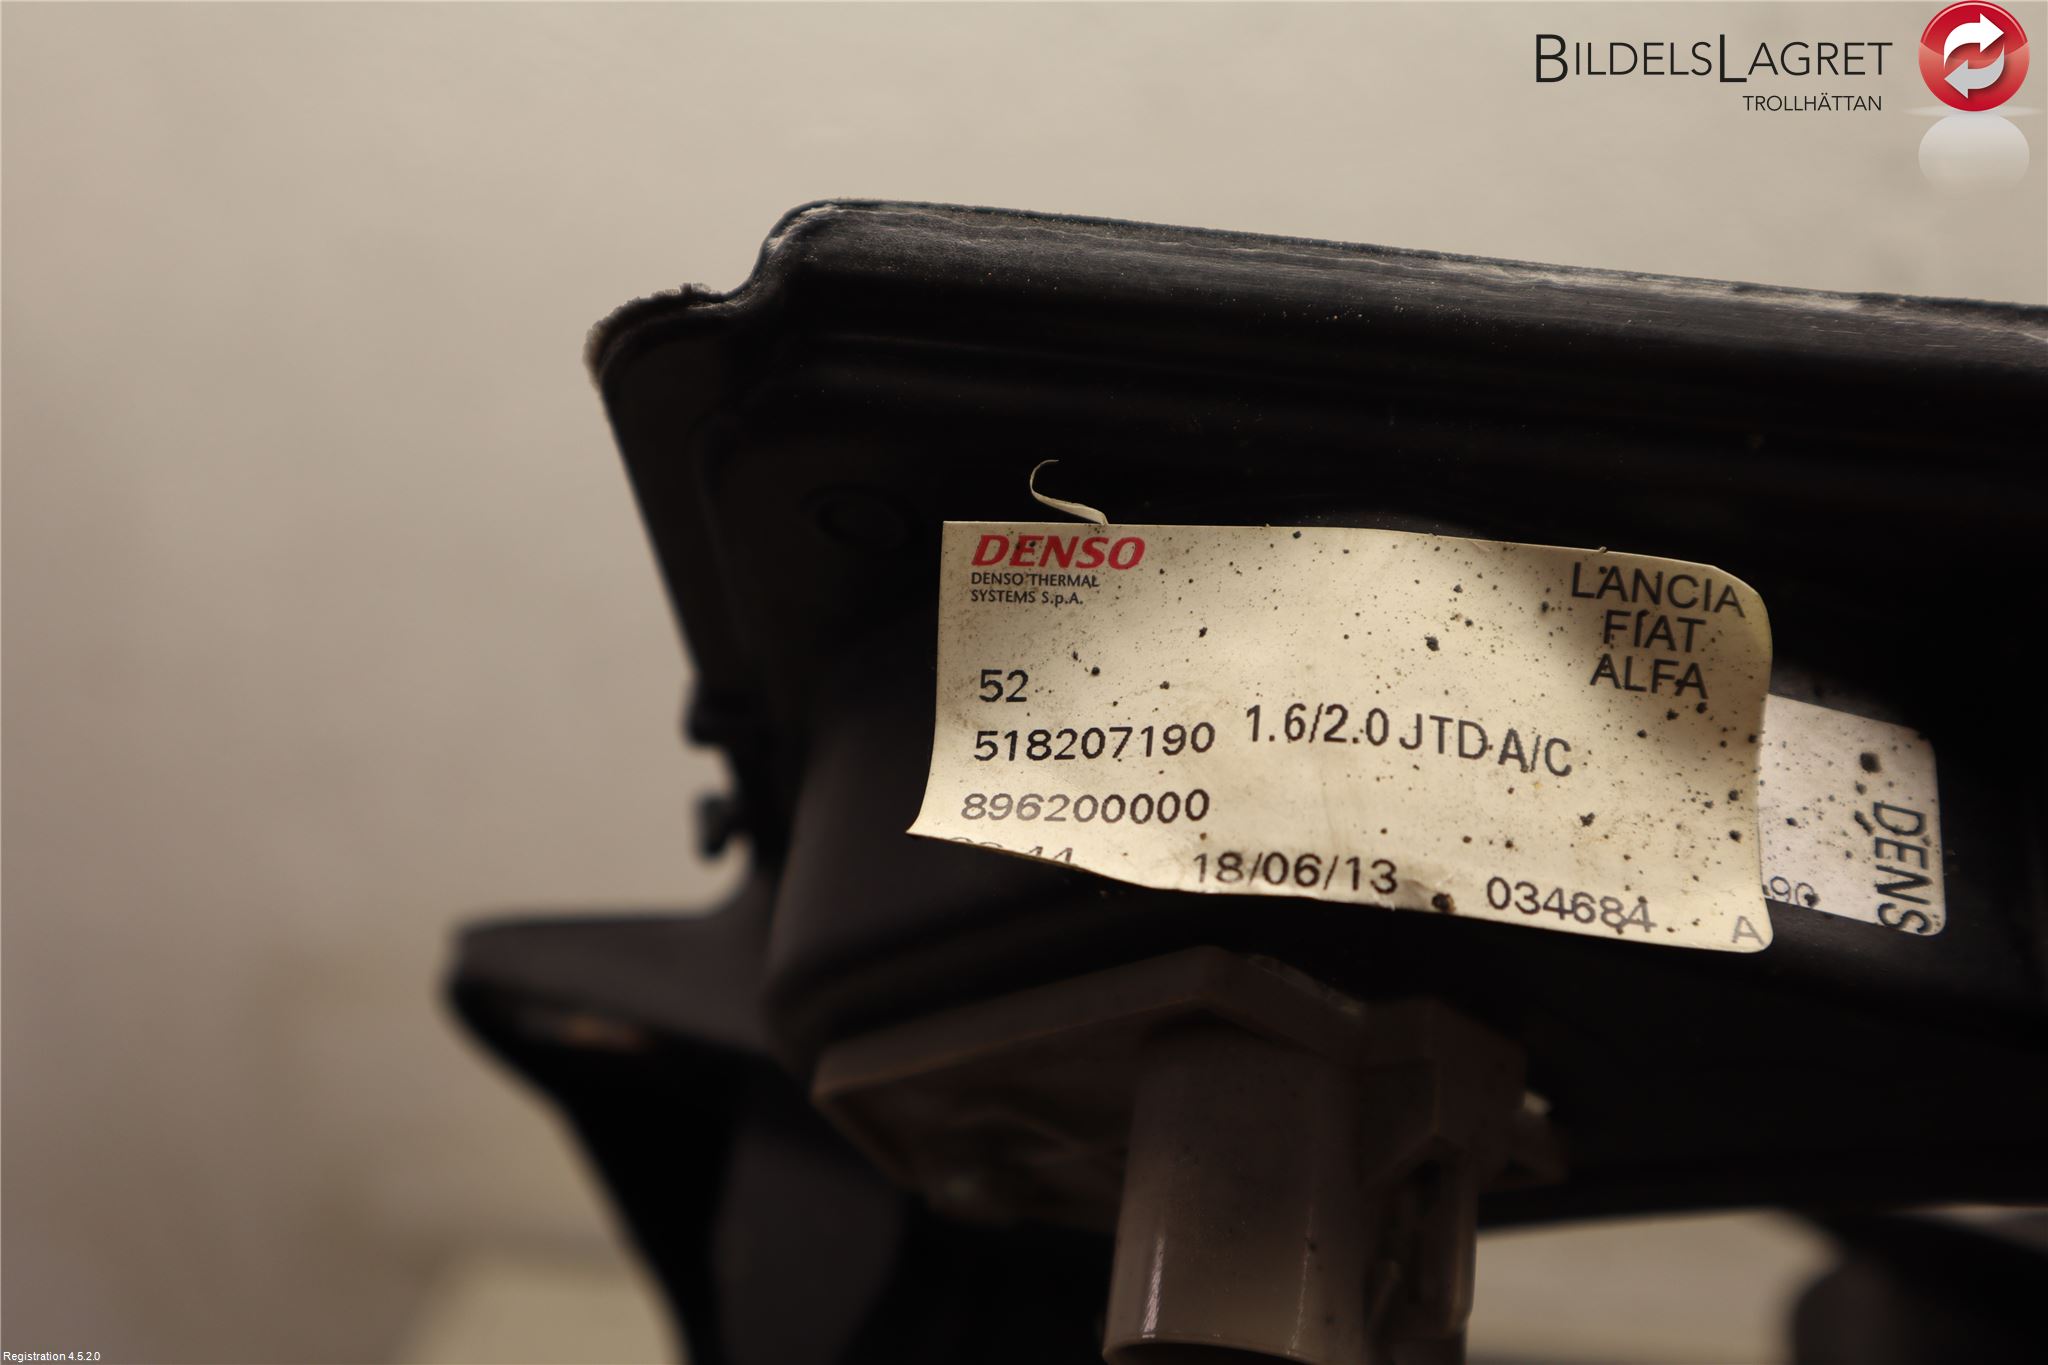 BILDELSLAGRET
TROLLHÄTTAN
DENSO
DENSO THERMAL
SYSTEMS S.p.A.
LANCIA
FIAT
ALFA
52
518207190 1.6/2.0 JTD A/C
896200000
18/06/13 034684 A
90
DENS
Registration 4.5.2.0